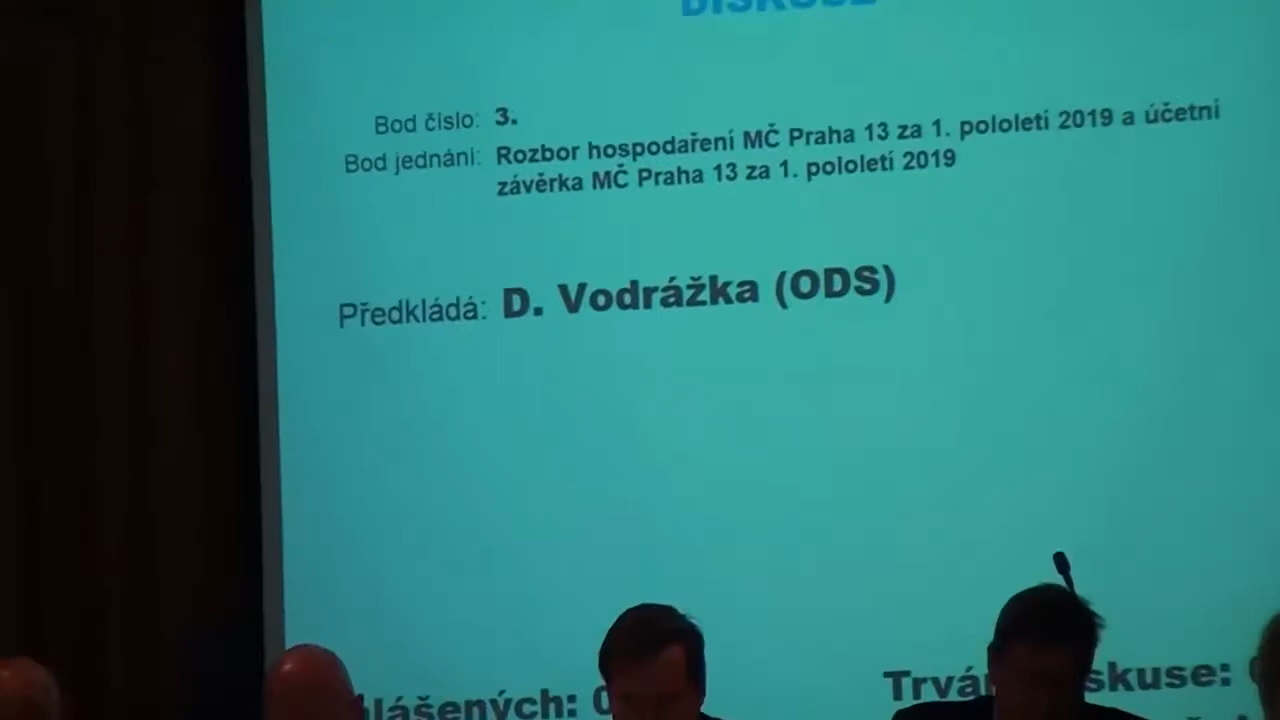 DISKUSE
Bod číslo: 3.
Bod jednání: Rozbor hospodaření MČ Praha 13 za 1. pololetí 2019 a účetní
závěrka MČ Praha 13 za 1. pololetí 2019
Předkládá: D. Vodrážka (ODS)